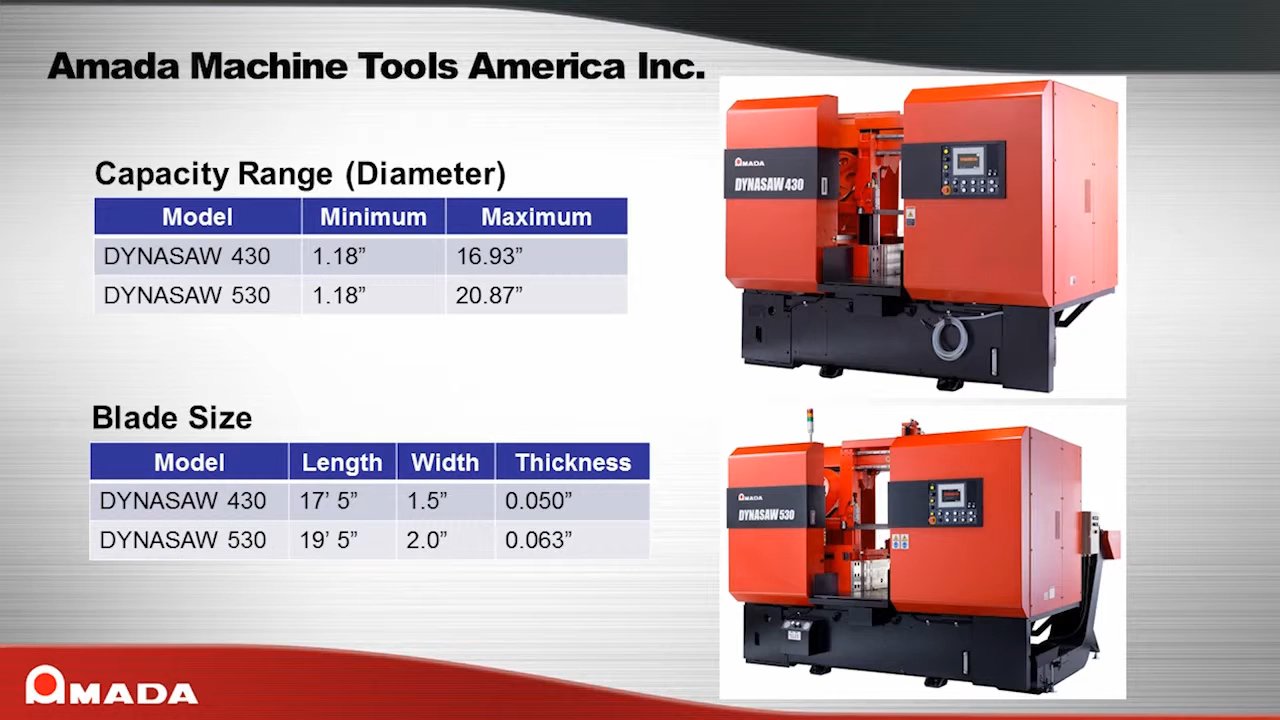 Amada Machine Tools America Inc.
Capacity Range (Diameter)
Model Minimum Maximum
DYNASAW 430 1.18” 16.93”
DYNASAW 530 1.18” 20.87”
Blade Size
Model Length Width Thickness
DYNASAW 430 17’ 5” 1.5” 0.050”
DYNASAW 530 19’ 5” 2.0” 0.063”
AMADA
DYNASAW 430
AMADA
DYNASAW 530
AMADA